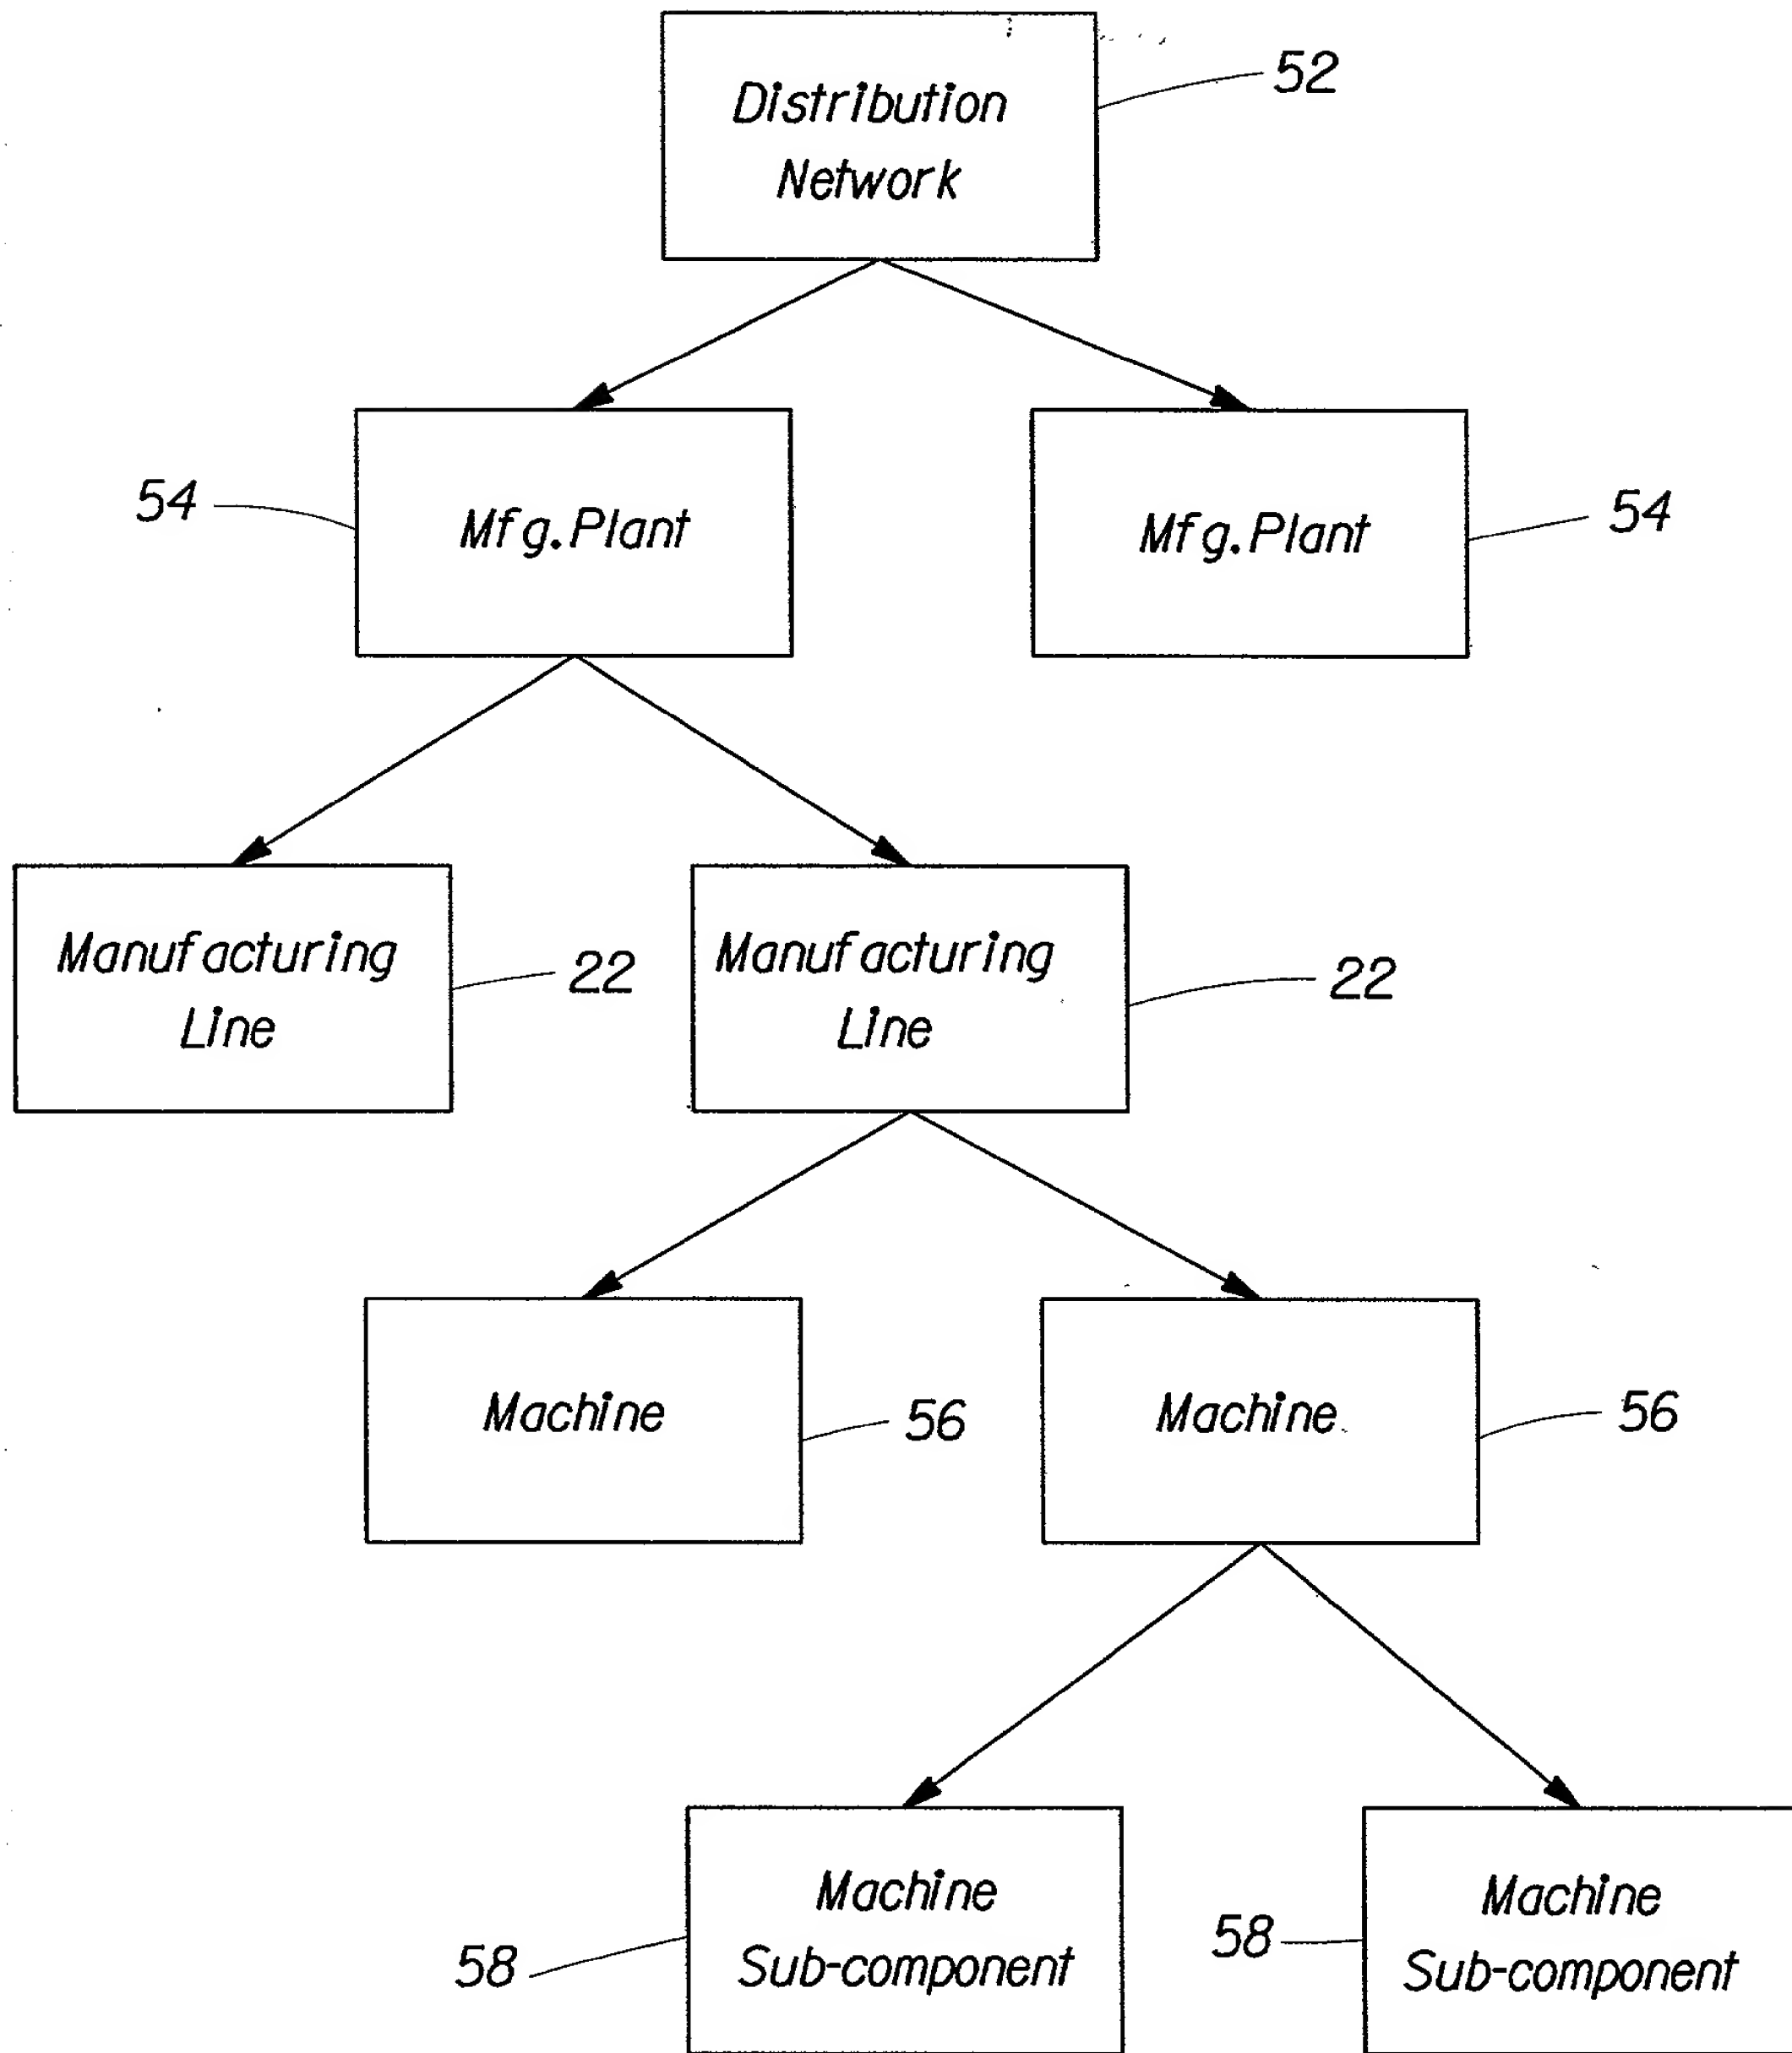 Distribution
Network
52
54
Mfg.Plant
Mfg.Plant
54
Manufacturing
Line
22
Manufacturing
Line
22
Machine
56
Machine
56
58
Machine
Sub-component
58
Machine
Sub-component